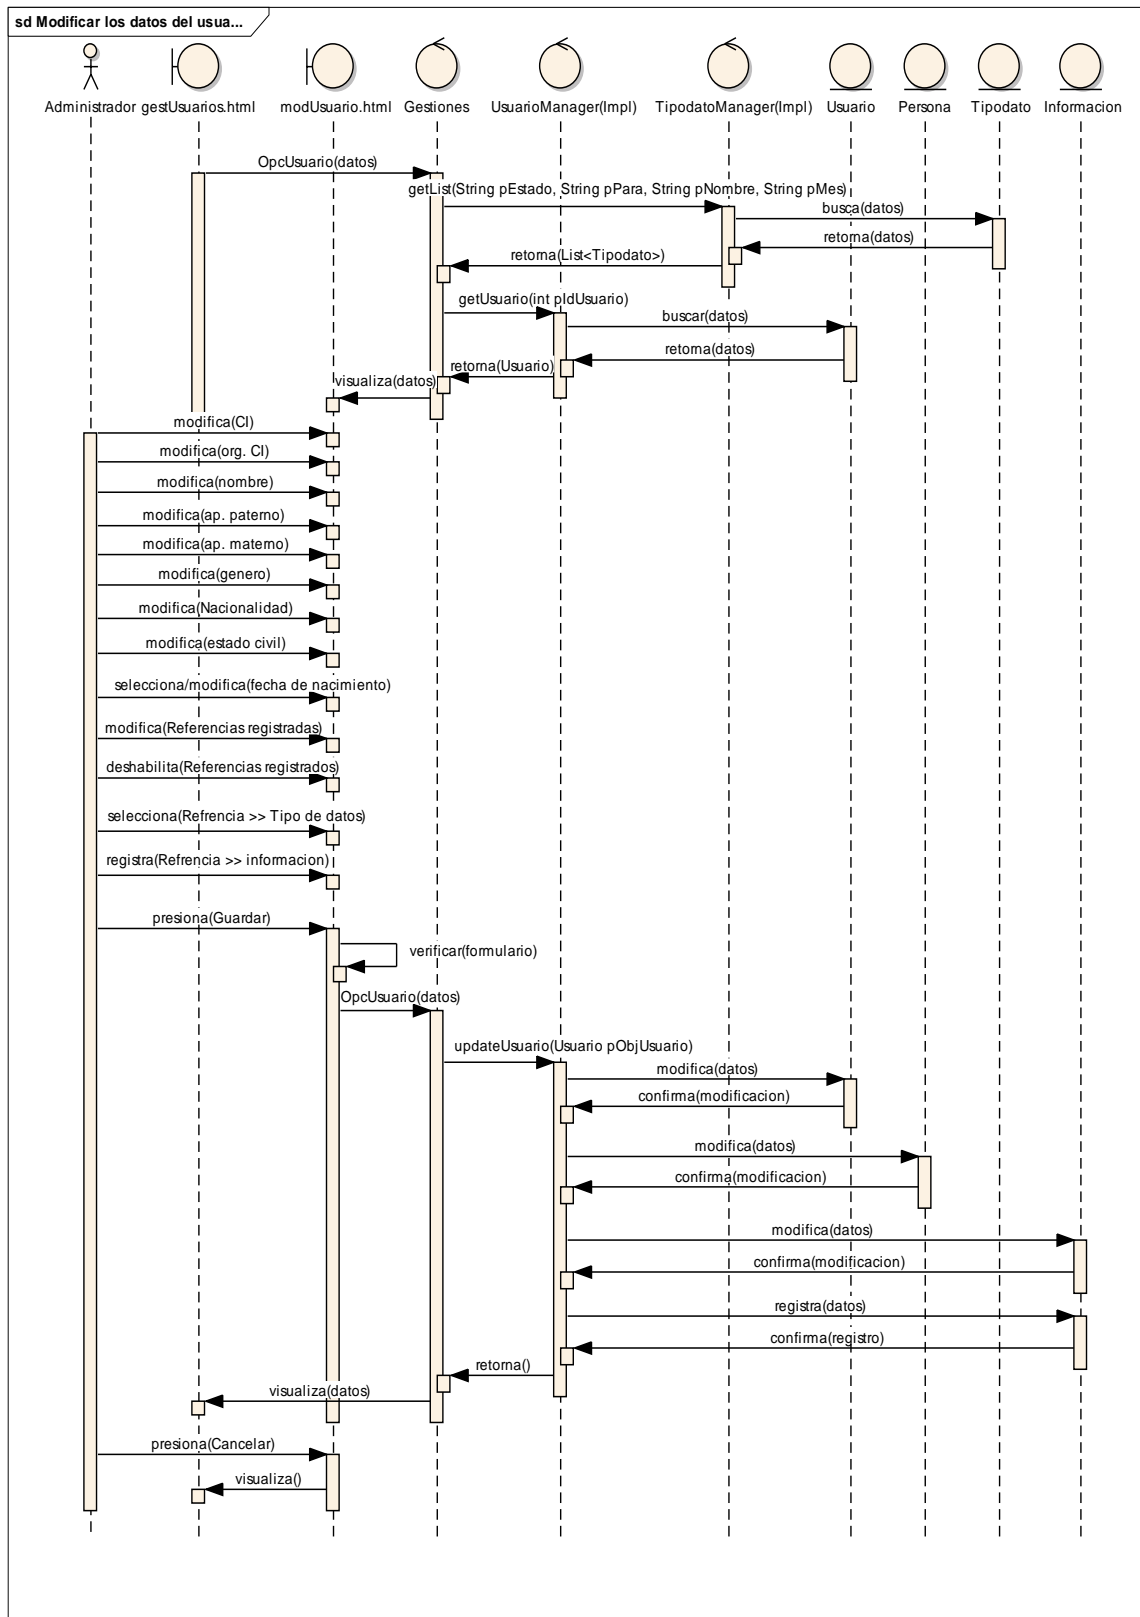 sd Modificar los datos del usua...
Administrador
gestUsuarios.html
modUsuario.html
Gestiones
UsuarioManager(Impl)
TipodatoManager(Impl)
Usuario
Persona
Tipodato
Informacion
OpcUsuario(datos)
getList(String pEstado, String pPara, String pNombre, String pMes)
busca(datos)
retorna(datos)
retorna(List<Tipodato>)
getUsuario(int pIdUsuario)
buscar(datos)
retorna(datos)
retorna(Usuario)
visualiza(datos)
modifica(CI)
modifica(org. CI)
modifica(nombre)
modifica(ap. paterno)
modifica(ap. materno)
modifica(genero)
modifica(Nacionalidad)
modifica(estado civil)
selecciona/modifica(fecha de nacimiento)
modifica(Referencias registradas)
deshabilita(Referencias registrados)
selecciona(Refrencia >> Tipo de datos)
registra(Refrencia >> informacion)
presiona(Guardar)
verificar(formulario)
OpcUsuario(datos)
updateUsuario(Usuario pObjUsuario)
modifica(datos)
confirma(modificacion)
modifica(datos)
confirma(modificacion)
modifica(datos)
confirma(modificacion)
registra(datos)
confirma(registro)
retorna()
visualiza(datos)
presiona(Cancelar)
visualiza()